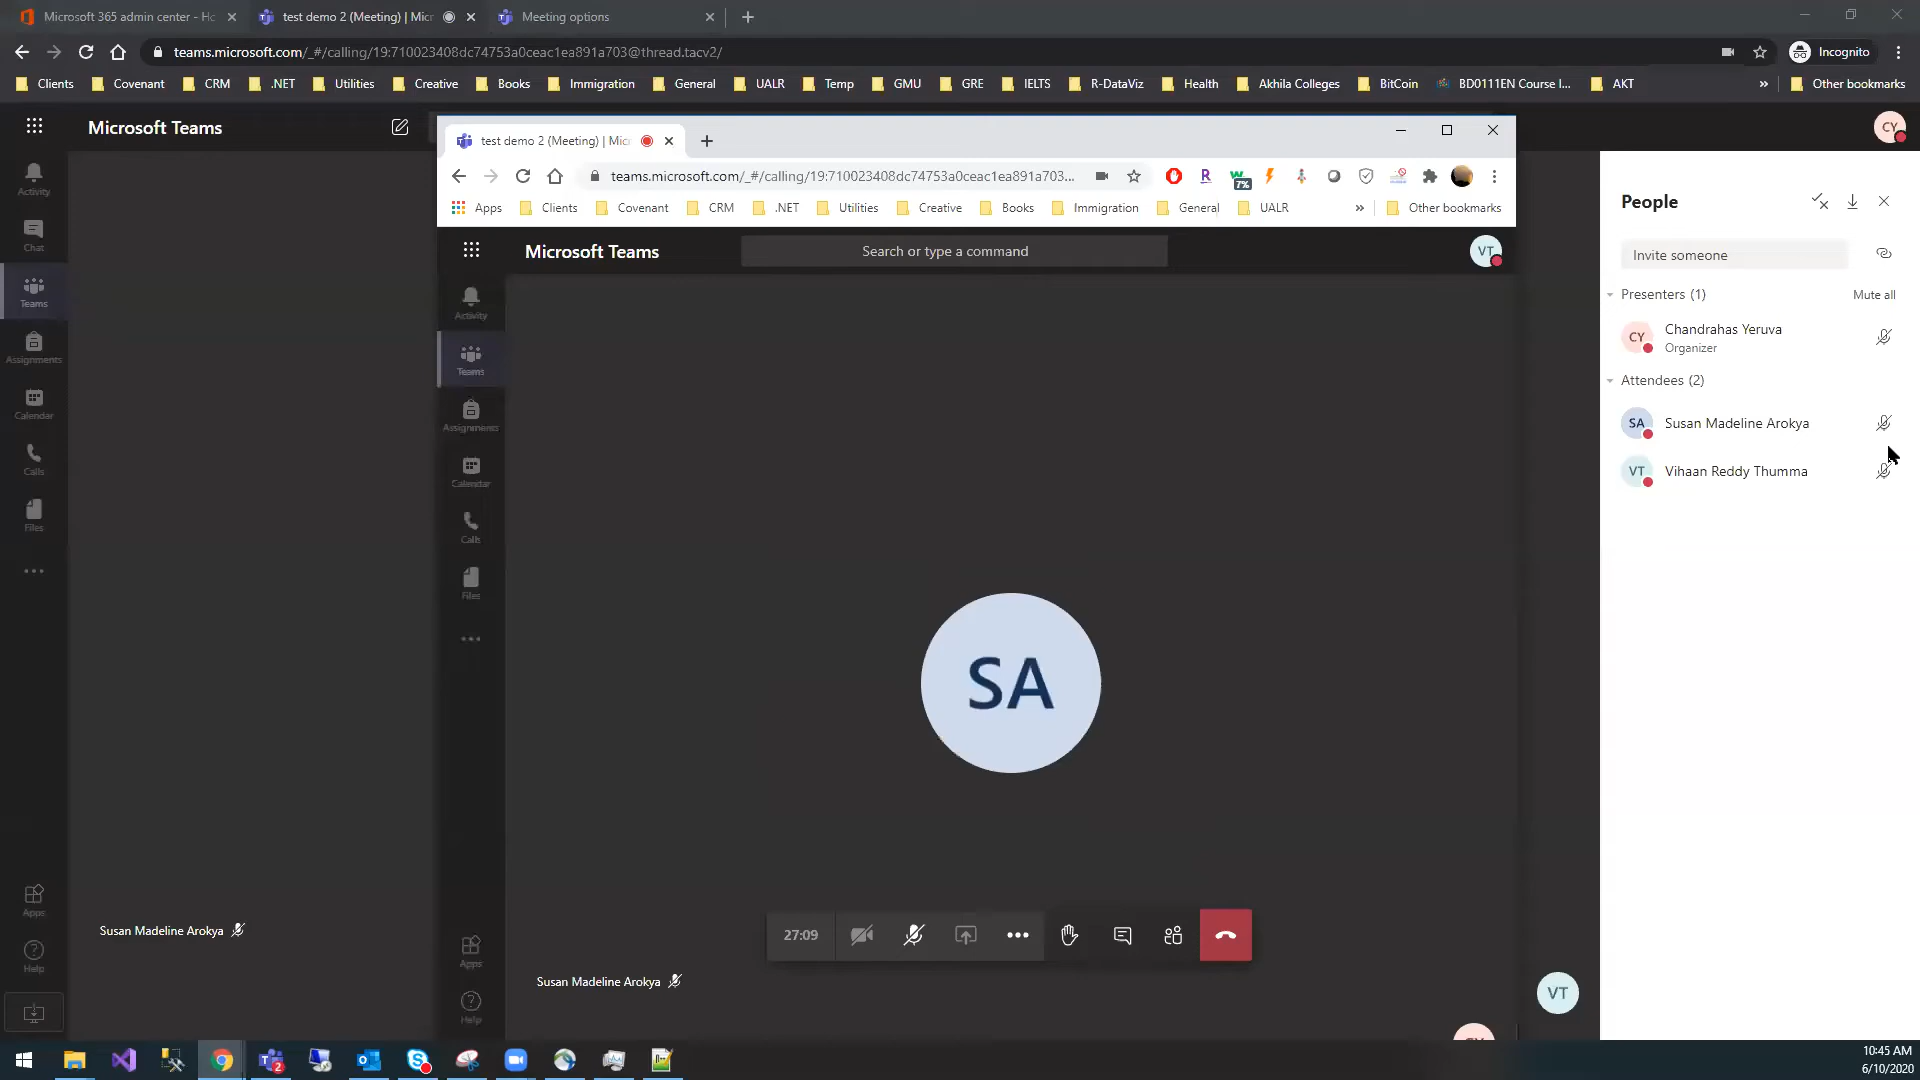 Microsoft 365 admin center - Ho
test demo 2 (Meeting) | Micr
Meeting options
teams.microsoft.com/_#/calling/19:710023408dc74753a0ceac1ea891a703@thread.tacv2/
Incognito
Clients
Covenant
CRM
.NET
Utilities
Creative
Books
Immigration
General
UALR
Temp
GMU
GRE
IELTS
R-DataViz
Health
Akhila Colleges
BitCoin
BD0111EN Course I...
AKT
»
Other bookmarks
Microsoft Teams
CY
Activity
Chat
Teams
Assignments
Calendar
Calls
Files
Apps
Help
Susan Madeline Arokya
test demo 2 (Meeting) | Micr
teams.microsoft.com/_#/calling/19:710023408dc74753a0ceac1ea891a703...
R
7%
Apps
Clients
Covenant
CRM
.NET
Utilities
Creative
Books
Immigration
General
UALR
»
Other bookmarks
Microsoft Teams
Search or type a command
VT
Activity
Teams
Assignments
Calendar
Calls
Files
Apps
Help
SA
27:09
Susan Madeline Arokya
VT
People
Invite someone
Presenters (1)
Mute all
CY
Chandrahas Yeruva
Organizer
Attendees (2)
SA
Susan Madeline Arokya
VT
Vihaan Reddy Thumma
2
10:45 AM
6/10/2020